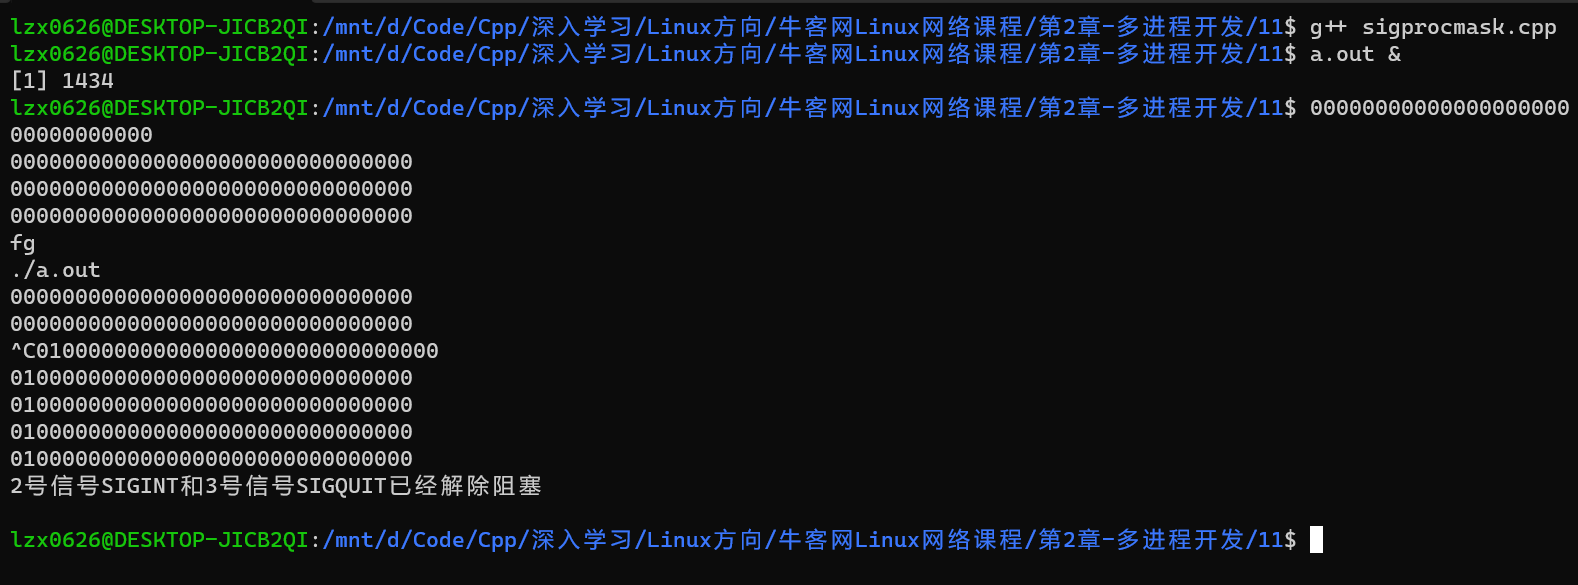 lzx0626@DESKTOP-JICB2QI:/mnt/d/Code/Cpp/深入学习/Linux方向/牛客网Linux网络课程/第2章-多进程开发/11$ g++ sigprocmask.cpp
lzx0626@DESKTOP-JICB2QI:/mnt/d/Code/Cpp/深入学习/Linux方向/牛客网Linux网络课程/第2章-多进程开发/11$ a.out &
[1] 1434
lzx0626@DESKTOP-JICB2QI:/mnt/d/Code/Cpp/深入学习/Linux方向/牛客网Linux网络课程/第2章-多进程开发/11$ 00000000000000000000
00000000000
0000000000000000000000000000000
0000000000000000000000000000000
0000000000000000000000000000000
fg
./a.out
0000000000000000000000000000000
0000000000000000000000000000000
^C0100000000000000000000000000000
0100000000000000000000000000000
0100000000000000000000000000000
0100000000000000000000000000000
0100000000000000000000000000000
2号信号SIGINT和3号信号SIGQUIT已经解除阻塞
lzx0626@DESKTOP-JICB2QI:/mnt/d/Code/Cpp/深入学习/Linux方向/牛客网Linux网络课程/第2章-多进程开发/11$